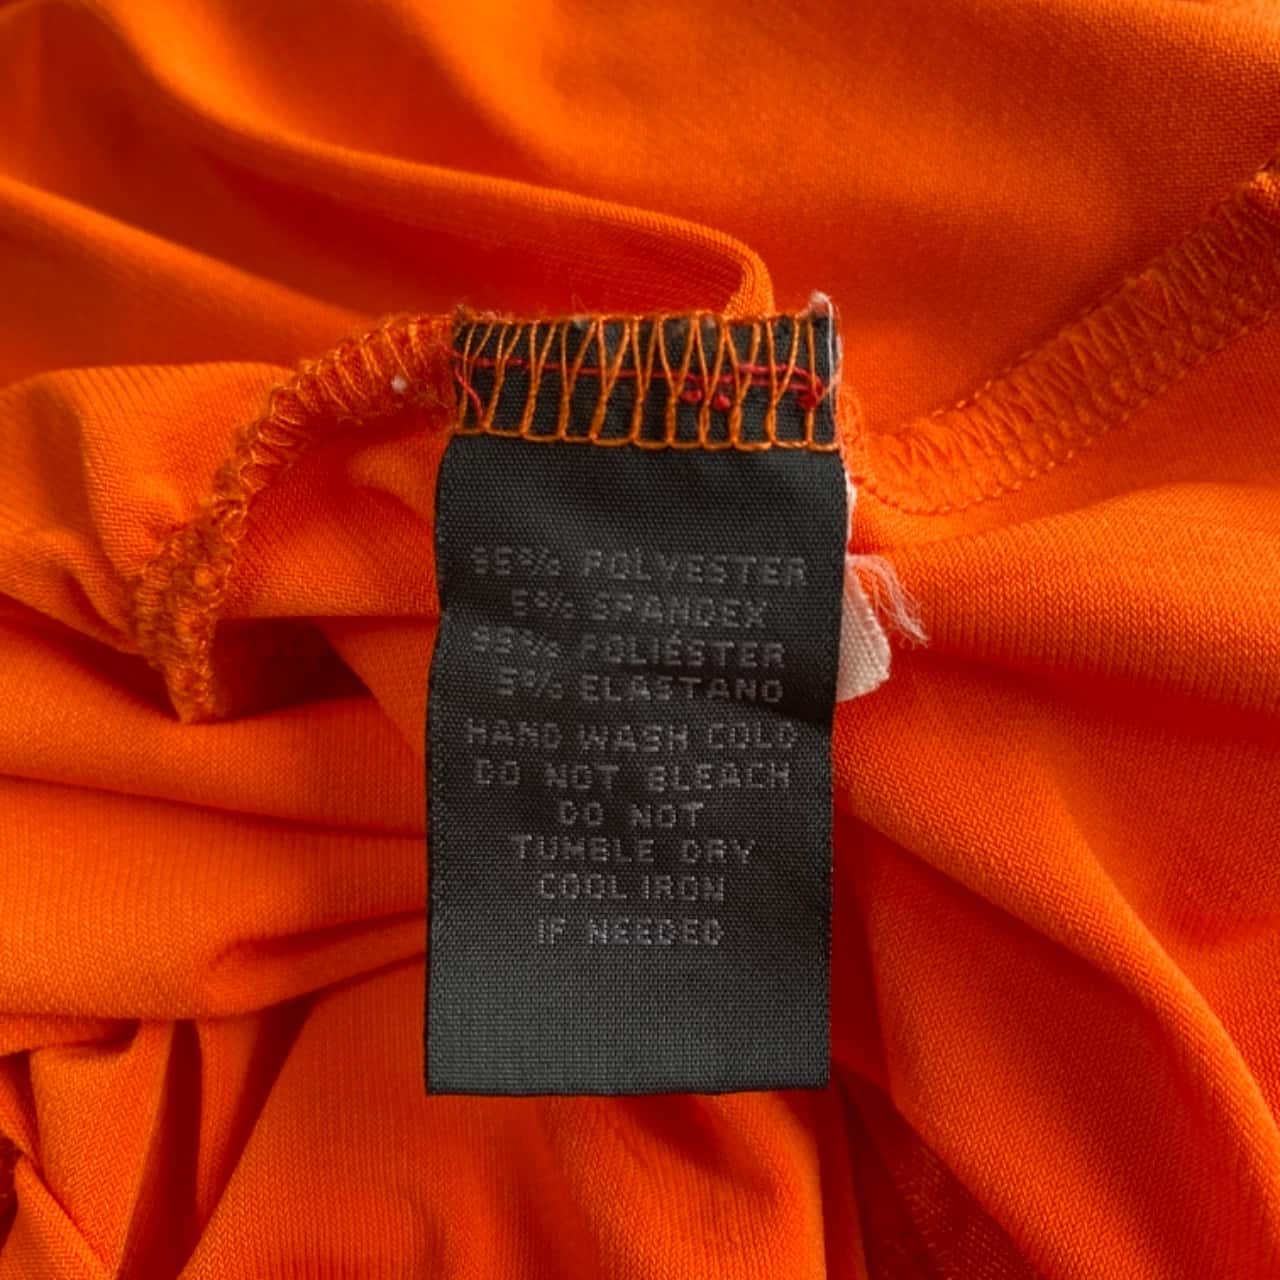 95% POLYESTER
5% SPANDEX
95% POLIÉSTER
5% ELASTANO
HAND WASH COLD
DO NOT BLEACH
DO NOT
TUMBLE DRY
COOL IRON
IF NEEDED